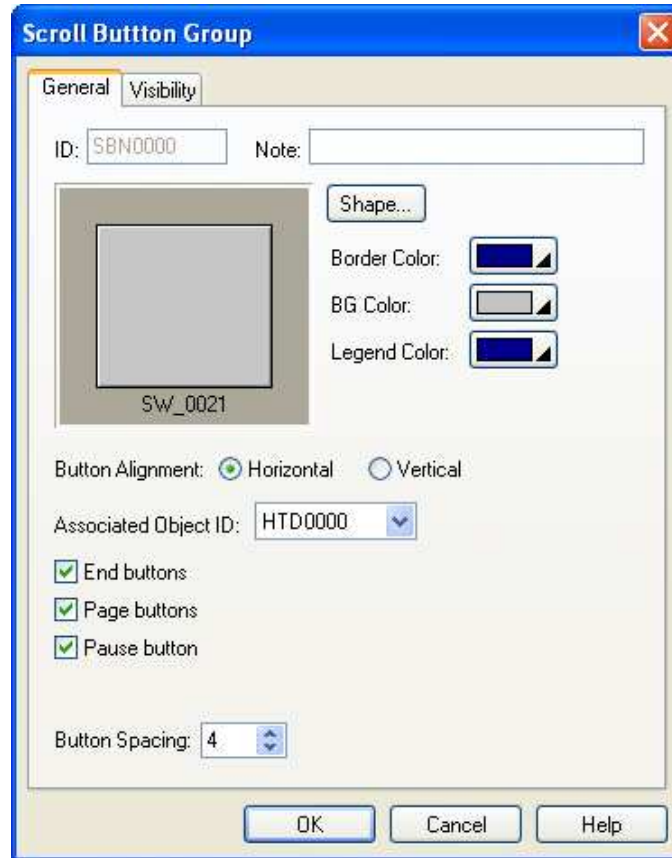 Scroll Buttton Group
General
Visibility
ID: SBN0000
Note:
Shape...
Border Color:
BG Color:
Legend Color:
SW_0021
Button Alignment: Horizontal Vertical
Associated Object ID: HTD0000
End buttons
Page buttons
Pause button
Button Spacing: 4
OK Cancel Help